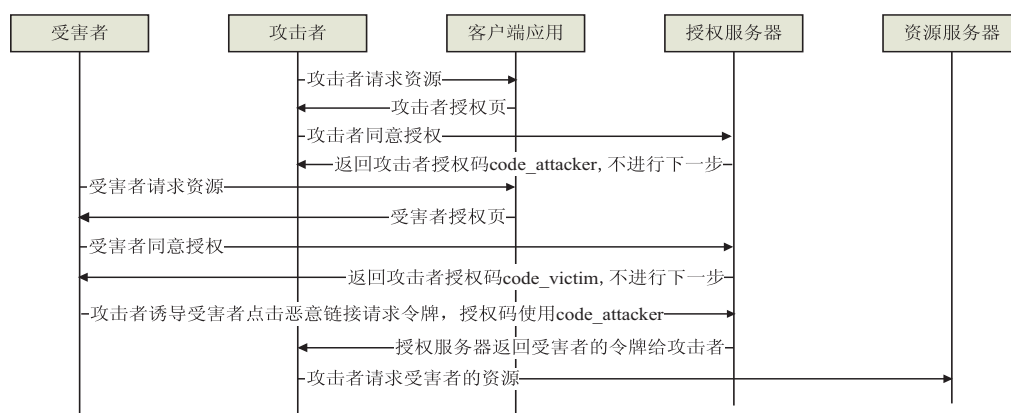 受害者
攻击者
客户端应用
授权服务器
资源服务器
攻击者请求资源
攻击者授权页
攻击者同意授权
返回攻击者授权码code_attacker, 不进行下一步
受害者请求资源
受害者授权页
受害者同意授权
返回攻击者授权码code_victim, 不进行下一步
攻击者诱导受害者点击恶意链接请求令牌，授权码使用code_attacker
授权服务器返回受害者的令牌给攻击者
攻击者请求受害者的资源